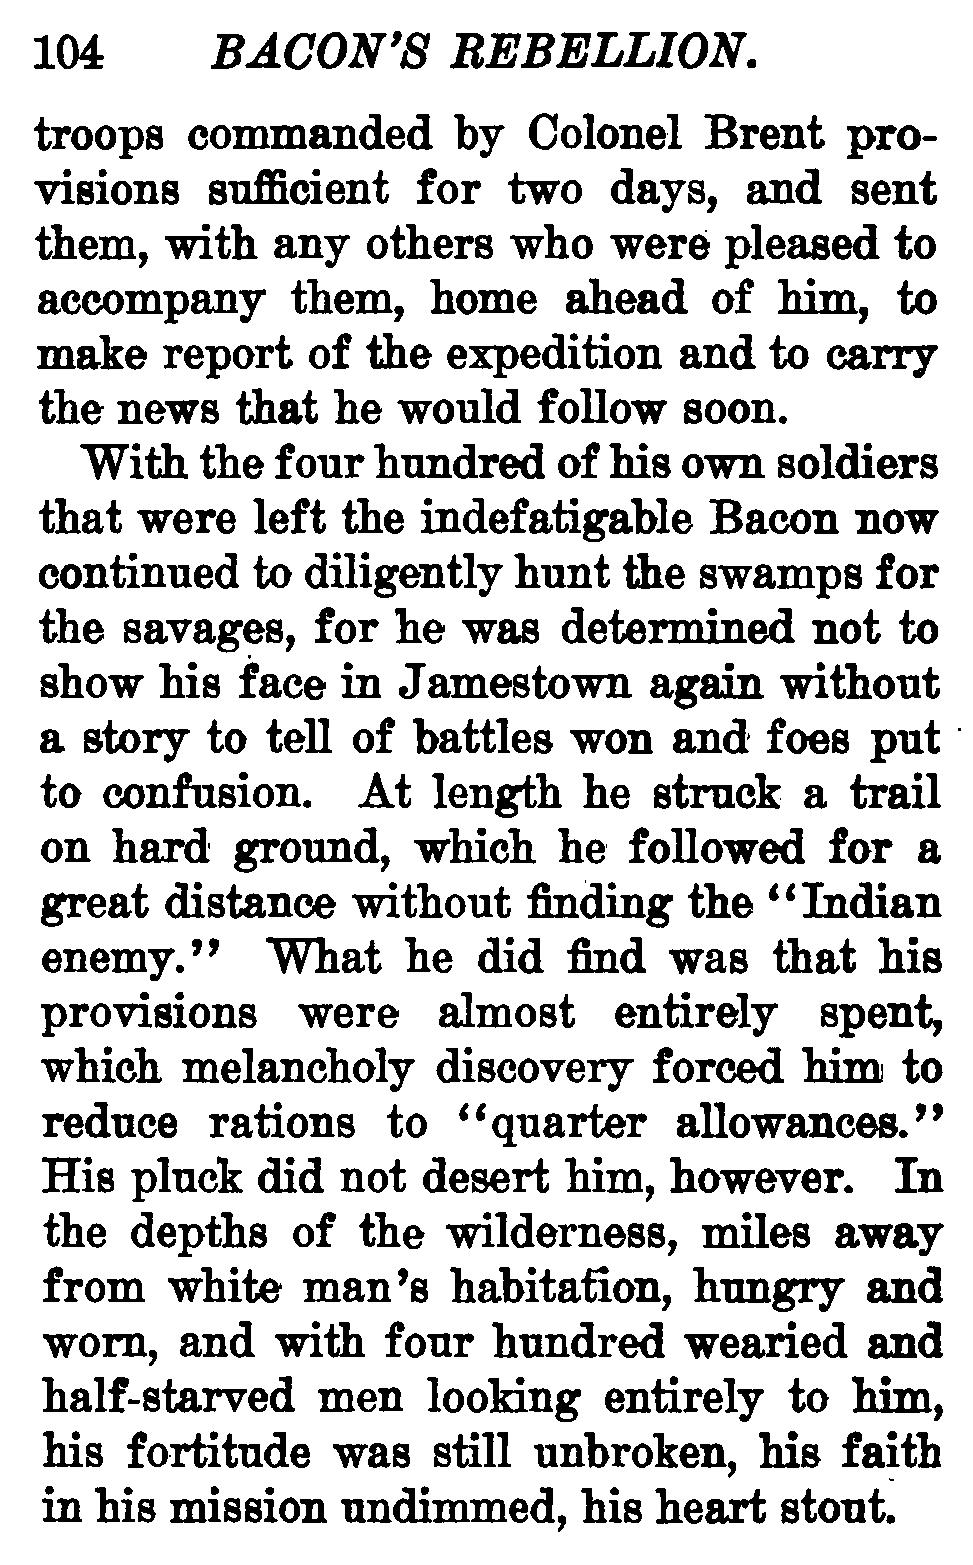 104 BACON'S REBELLION.
troops commanded by Colonel Brent pro-
visions sufficient for two days, and sent
them, with any others who were pleased to
accompany them, home ahead of him, to
make report of the expedition and to carry
the news that he would follow soon.
With the four hundred of his own soldiers
that were left the indefatigable Bacon now
continued to diligently hunt the swamps for
the savages, for he was determined not to
show his face in Jamestown again without
a story to tell of battles won and foes put
to confusion. At length he struck a trail
on hard ground, which he followed for a
great distance without finding the "Indian
enemy." What he did find was that his
provisions were almost entirely spent,
which melancholy discovery forced him to
reduce rations to "quarter allowances."
His pluck did not desert him, however. In
the depths of the wilderness, miles away
from white man's habitation, hungry and
worn, and with four hundred wearied and
half-starved men looking entirely to him,
his fortitude was still unbroken, his faith
in his mission undimmed, his heart stout.